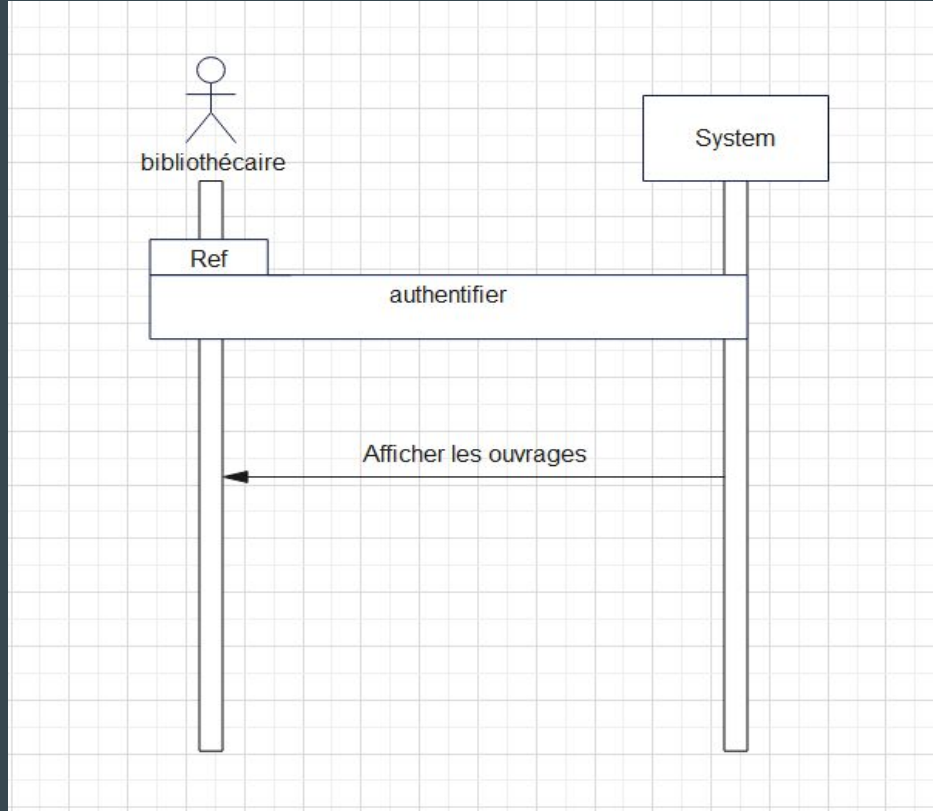 bibliothécaire
System
Ref
authentifier
Afficher les ouvrages